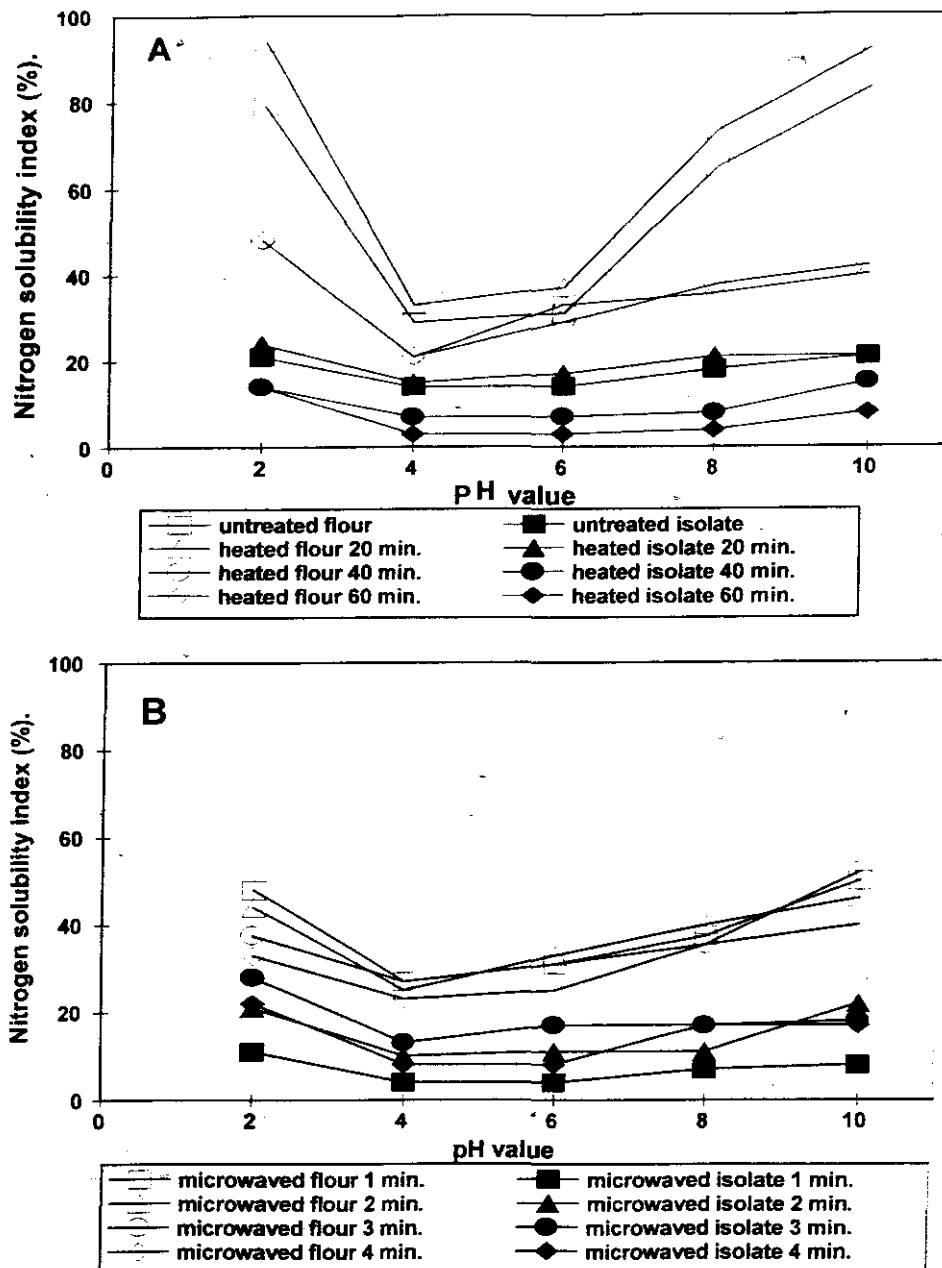 A
Nitrogen solubility index (%).
100
80
60
40
20
0
0 2 4 6 8 10
PH value
untreated flour untreated isolate
heated flour 20 min. heated isolate 20 min.
heated flour 40 min. heated isolate 40 min.
heated flour 60 min. heated isolate 60 min.
B
Nitrogen solubility index (%).
100
80
60
40
20
0
0 2 4 6 8 10
pH value
microwaved flour 1 min. microwaved isolate 1 min.
microwaved flour 2 min. microwaved isolate 2 min.
microwaved flour 3 min. microwaved isolate 3 min.
microwaved flour 4 min. microwaved isolate 4 min.